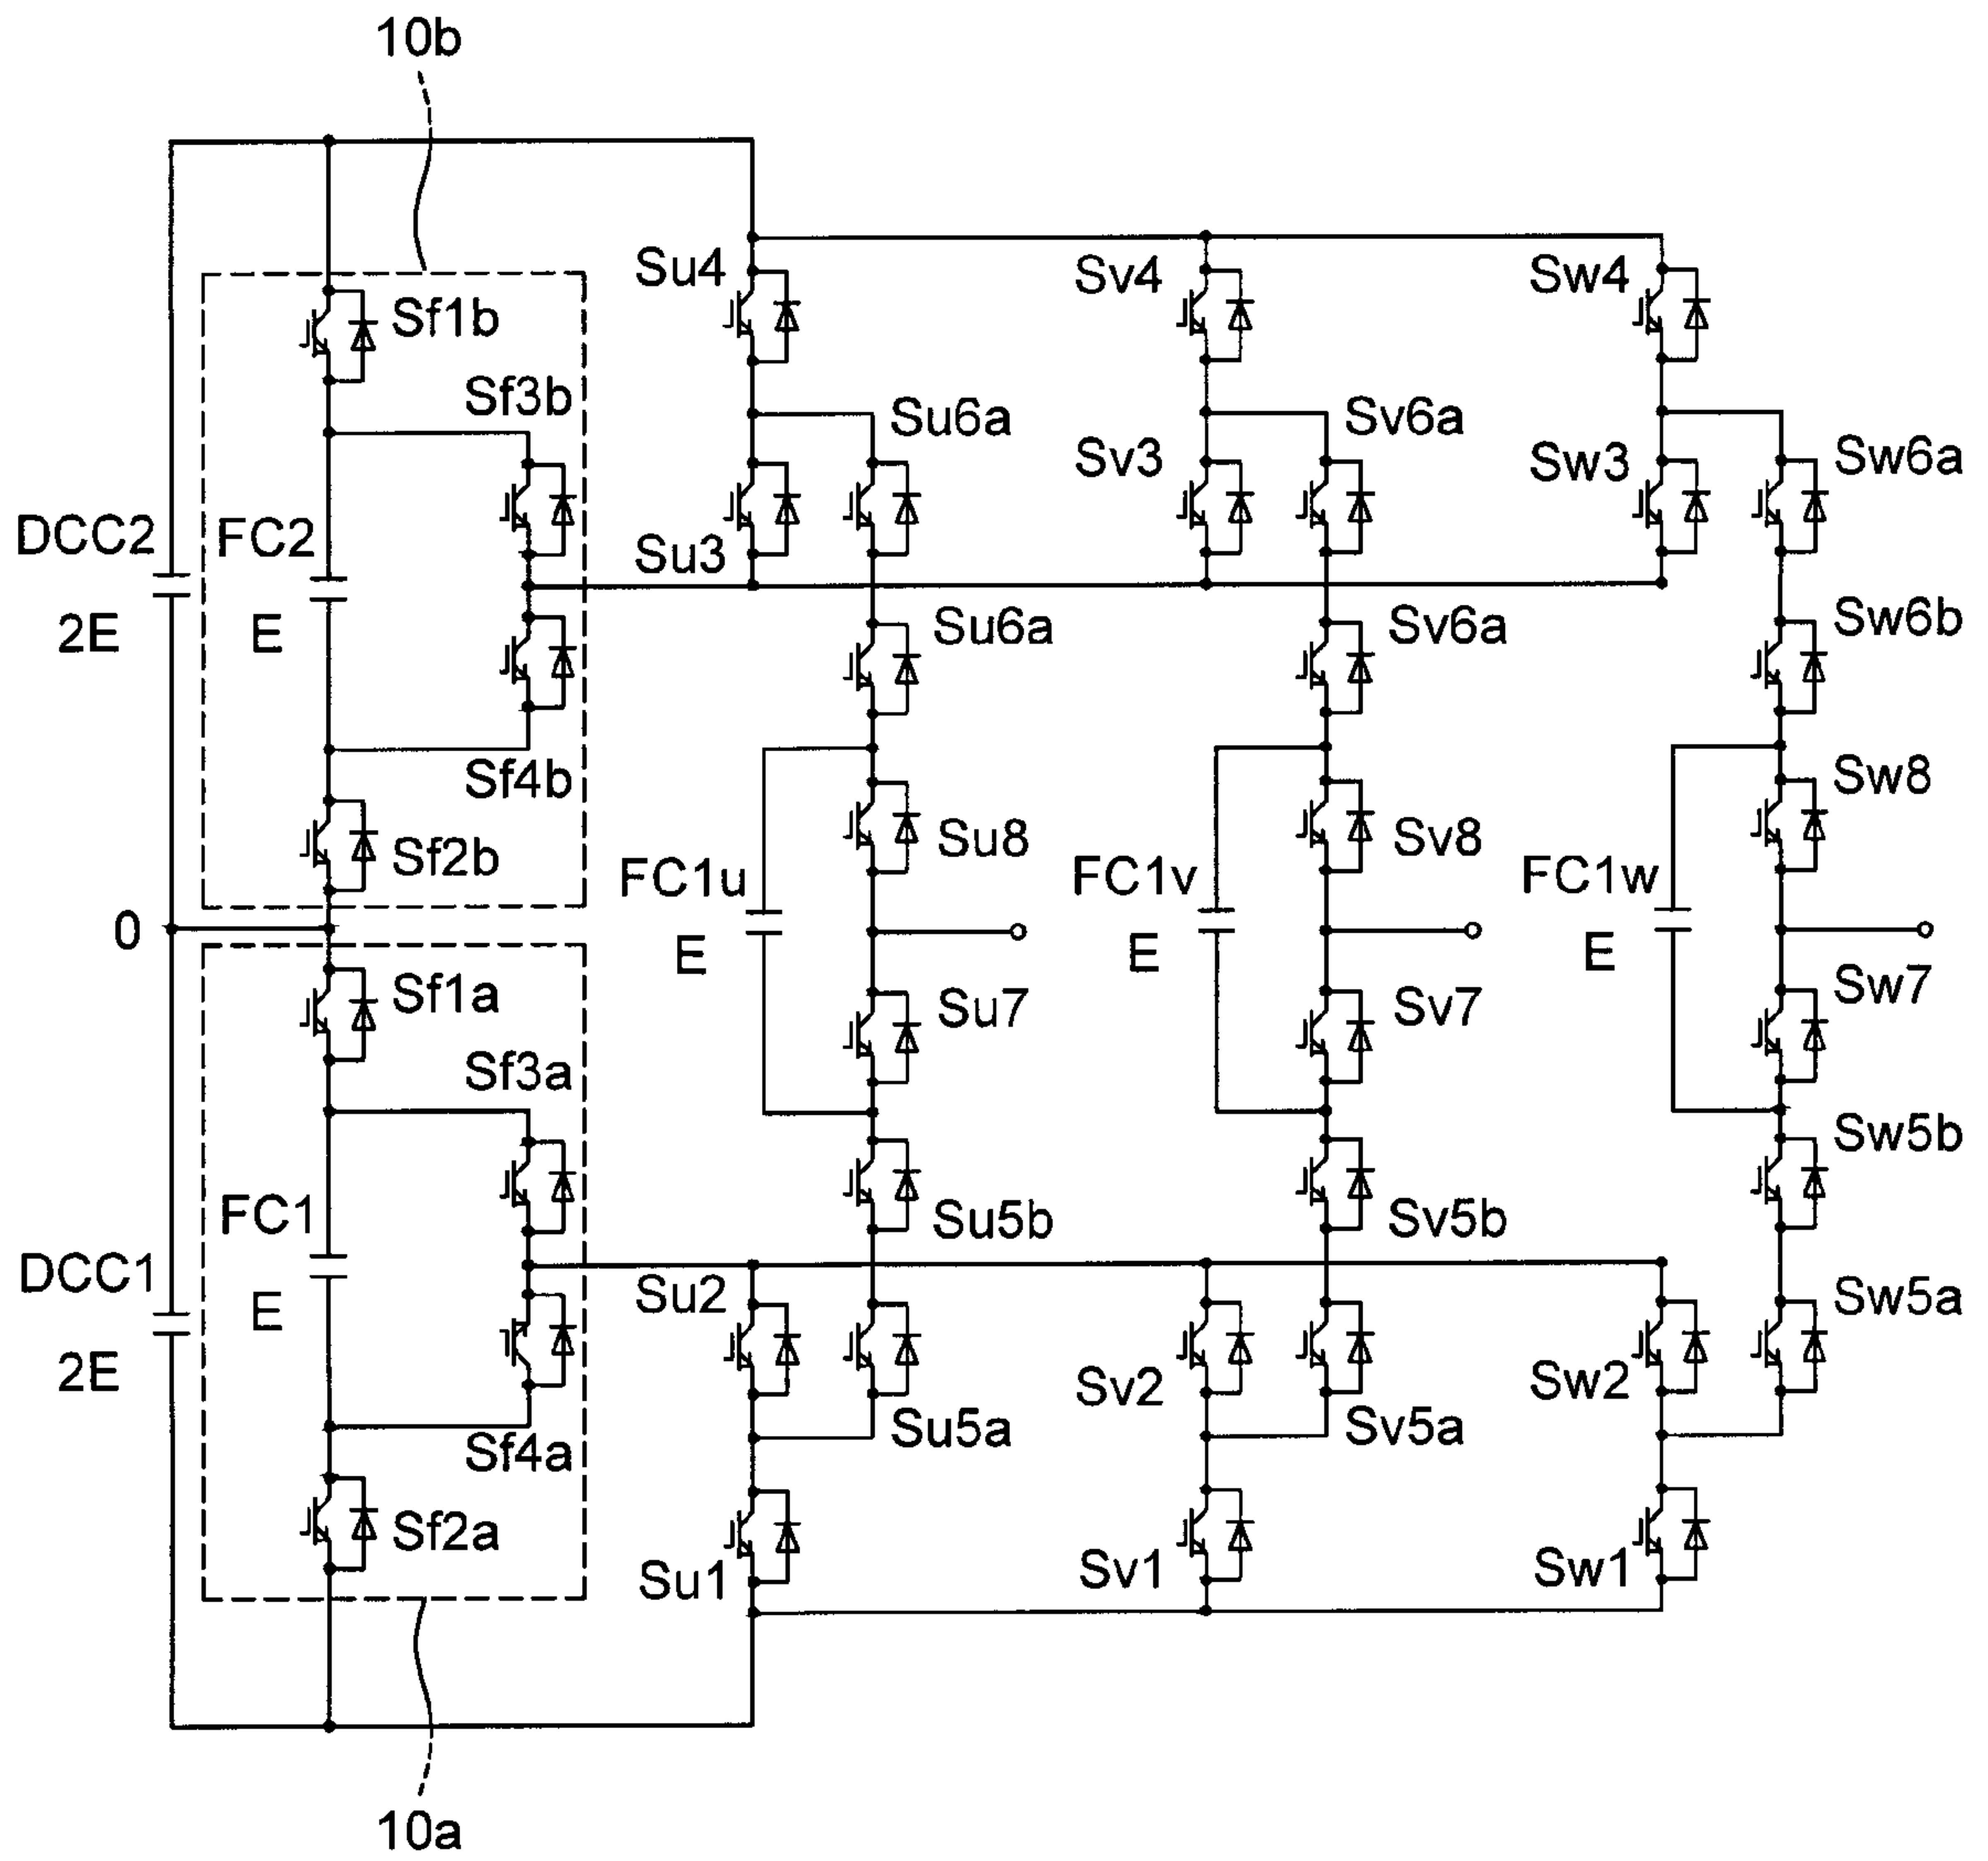 10b
Su4
Sv4
Sw4
Sf1b
Sf3b
Su6a
Sv6a
Sw6a
Sv3
Sw3
DCC2
FC2
Su3
2E
E
Su6a
Sv6a
Sw6b
Sf4b
Sw8
Sf2b
Su8
Sv8
FC1u
FC1v
FC1w
0
E
E
E
Sf1a
Su7
Sv7
Sw7
Sf3a
Sw5b
FC1
Su5b
Sv5b
DCC1
Su2
Sw5a
E
2E
Sv2
Sw2
Sf4a
Su5a
Sv5a
Sf2a
Su1
Sv1
Sw1
10a